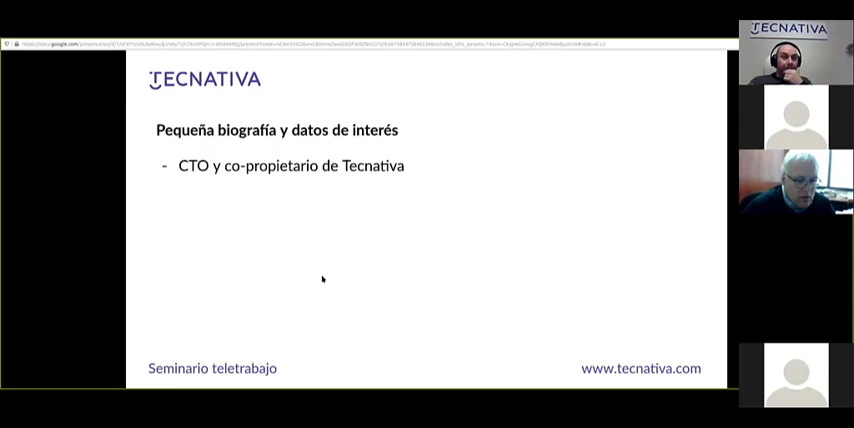 TECNATIVA
Pequeña biografía y datos de interés
- CTO y co-propietario de Tecnativa
Seminario teletrabajo
www.tecnativa.com
TECNATIVA